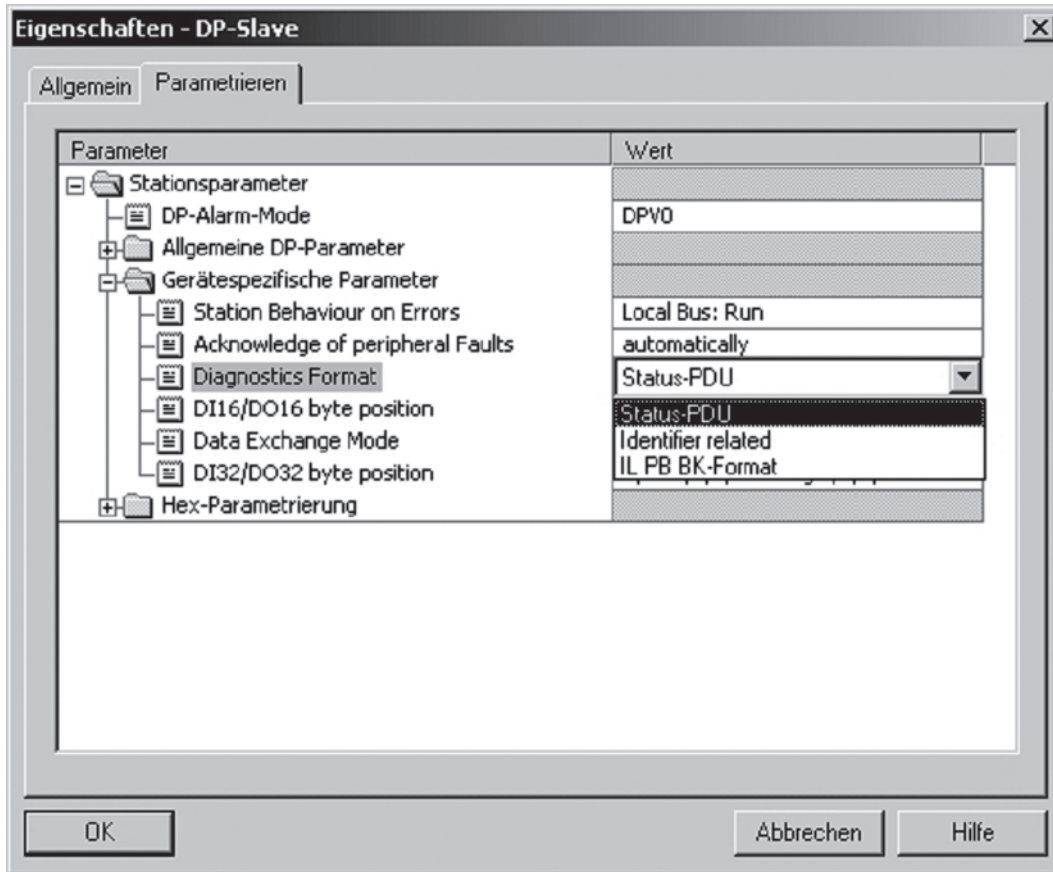 Eigenschaften - DP-Slave
Allgemein Parametrieren
Parameter Wert
Stationsparameter
DP-Alarm-Mode DPV0
Allgemeine DP-Parameter
Gerätespezifische Parameter
Station Behaviour on Errors Local Bus: Run
Acknowledge of peripheral Faults automatically
Diagnostics Format Status-PDU
DI16/DO16 byte position Status-PDU
Data Exchange Mode Identifier related
DI32/DO32 byte position IL PB BK-Format
Hex-Parametrierung
OK Abbrechen Hilfe